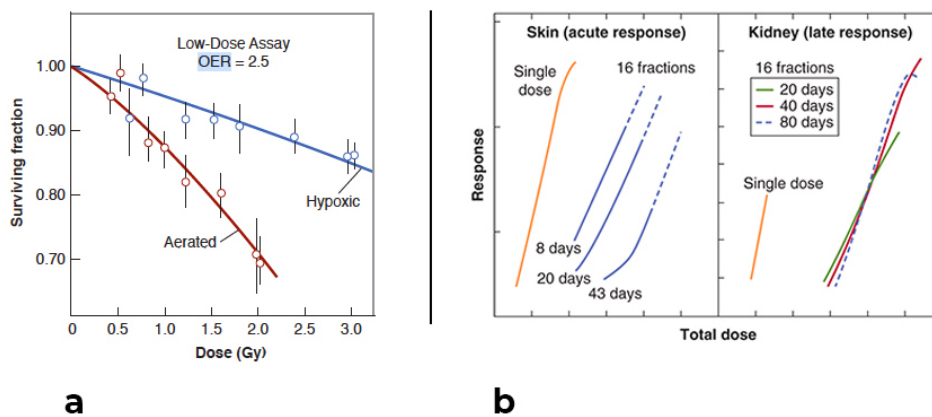 Low-Dose Assay
OER = 2.5
1.00
0.90
0.80
0.70
Surviving fraction
Hypoxic
Aerated
0 0.5 1.0 1.5 2.0 2.5 3.0
Dose (Gy)
a
Skin (acute response)
Single
dose
16 fractions
8 days
20 days
43 days
Response
Kidney (late response)
16 fractions
20 days
40 days
80 days
Single dose
Total dose
b